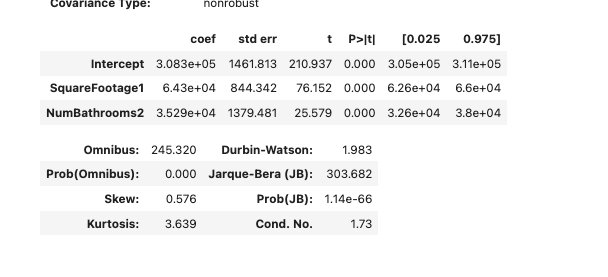 Covariance Type: nonrobust
coef std err t P>|t| [0.025 0.975]
Intercept 3.083e+05 1461.813 210.937 0.000 3.05e+05 3.11e+05
SquareFootage1 6.43e+04 844.342 76.152 0.000 6.26e+04 6.6e+04
NumBathrooms2 3.529e+04 1379.481 25.579 0.000 3.26e+04 3.8e+04
Omnibus: 245.320 Durbin-Watson: 1.983
Prob(Omnibus): 0.000 Jarque-Bera (JB): 303.682
Skew: 0.576 Prob(JB): 1.14e-66
Kurtosis: 3.639 Cond. No. 1.73